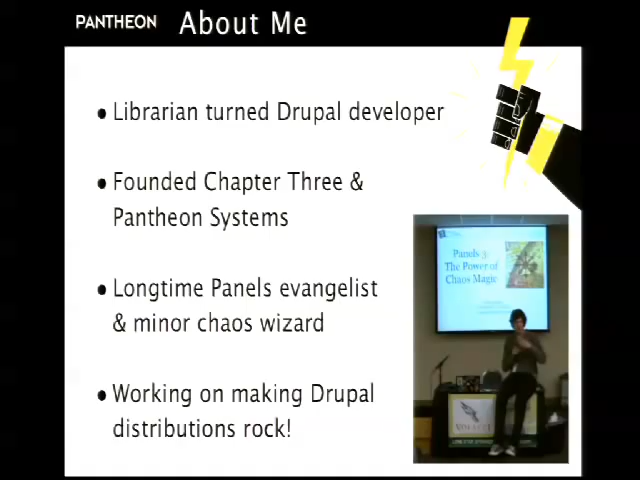 PANTHEON About Me
• Librarian turned Drupal developer
• Founded Chapter Three &
Pantheon Systems
• Longtime Panels evangelist
& minor chaos wizard
• Working on making Drupal
distributions rock!
Panels 3:
The Power of
Chaos Magic